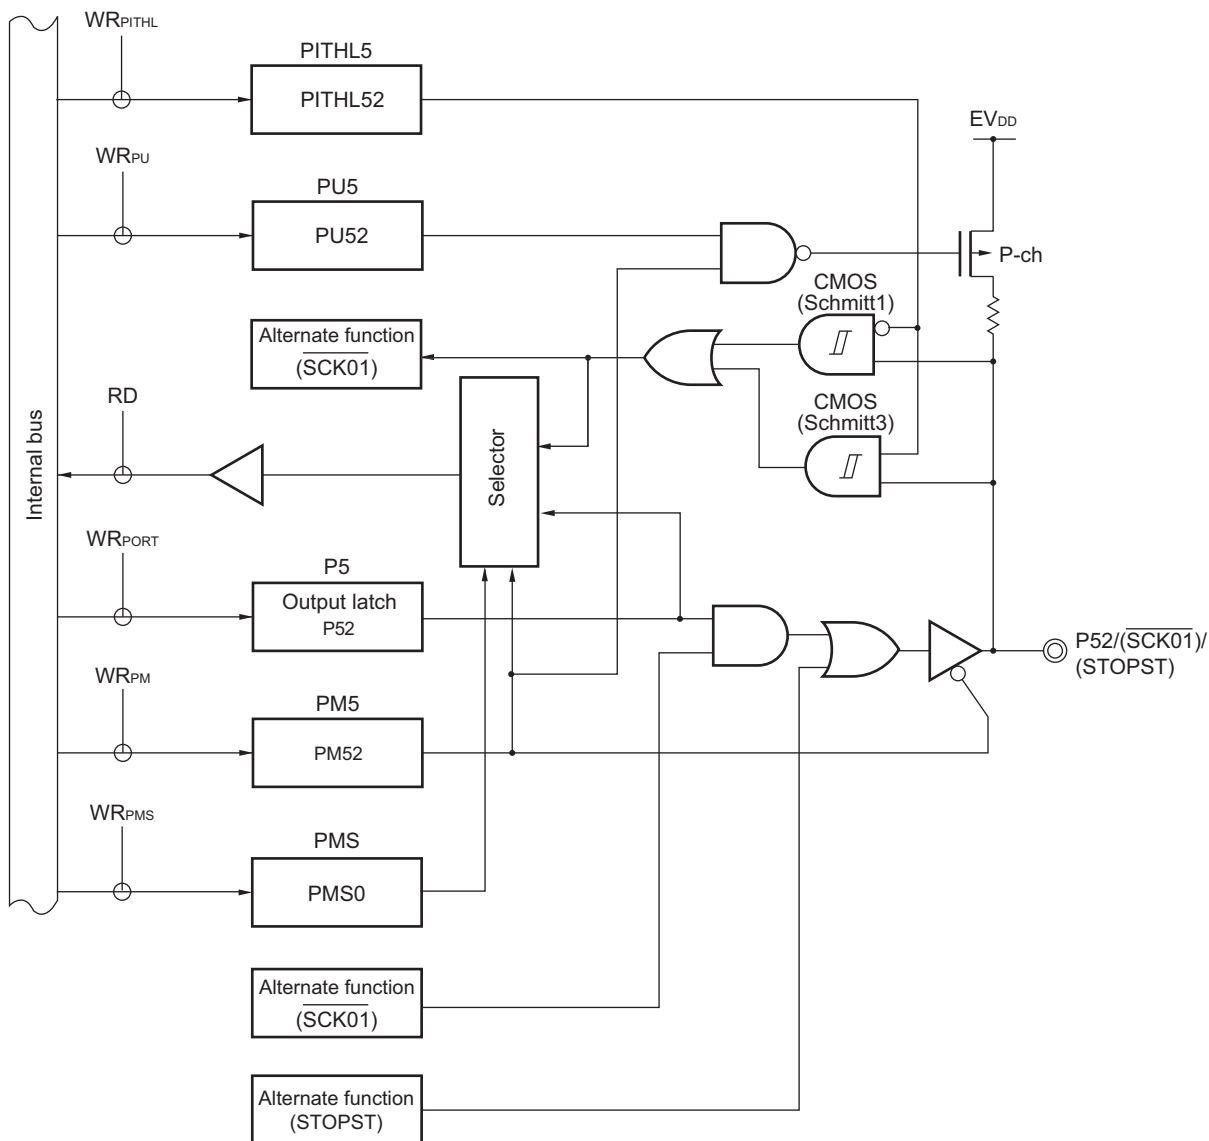 WRPITHL
PITHL5
PITHL52
EVDD
WRPU
PU5
PU52
P-ch
CMOS
(Schmitt1)
Alternate function
(SCK01)
RD
CMOS
(Schmitt3)
Selector
Internal bus
WRPORT
P5
Output latch
P52
P52/(SCK01)/
(STOPST)
WRPM
PM5
PM52
WRPMS
PMS
PMS0
Alternate function
(SCK01)
Alternate function
(STOPST)